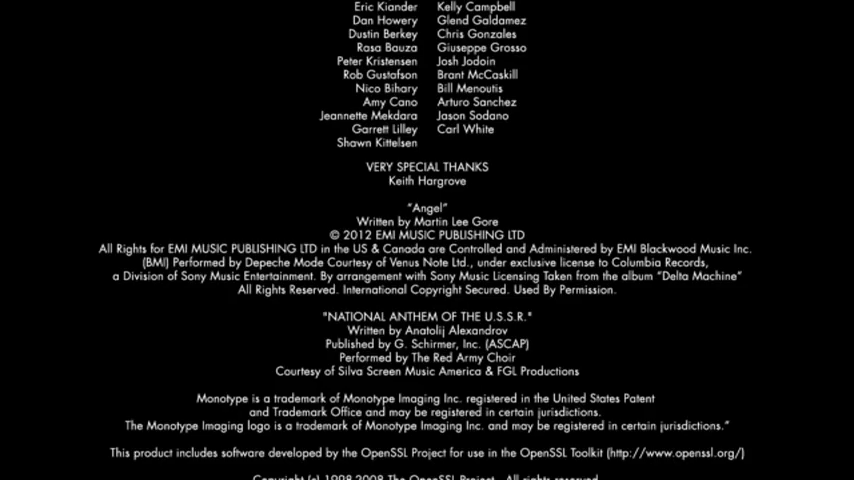 Eric Kiander Kelly Campbell
Dan Howery Glend Galdamez
Dustin Berkey Chris Gonzales
Rasa Bauza Giuseppe Grosso
Peter Kristensen Josh Jodoin
Rob Gustafson Brant McCaskill
Nico Bihary Bill Menoutis
Amy Cano Arturo Sanchez
Jeannette Mekdara Jason Sodano
Garrett Lilley Carl White
Shawn Kittelsen
VERY SPECIAL THANKS
Keith Hargrove
“Angel”
Written by Martin Lee Gore
© 2012 EMI MUSIC PUBLISHING LTD
All Rights for EMI MUSIC PUBLISHING LTD in the US & Canada are Controlled and Administered by EMI Blackwood Music Inc.
(BMI) Performed by Depeche Mode Courtesy of Venus Note Ltd., under exclusive license to Columbia Records,
a Division of Sony Music Entertainment. By arrangement with Sony Music Licensing Taken from the album “Delta Machine”
All Rights Reserved. International Copyright Secured. Used By Permission.
"NATIONAL ANTHEM OF THE U.S.S.R."
Written by Anatolij Alexandrov
Published by G. Schirmer, Inc. (ASCAP)
Performed by The Red Army Choir
Courtesy of Silva Screen Music America & FGL Productions
Monotype is a trademark of Monotype Imaging Inc. registered in the United States Patent
and Trademark Office and may be registered in certain jurisdictions.
The Monotype Imaging logo is a trademark of Monotype Imaging Inc. and may be registered in certain jurisdictions.”
This product includes software developed by the OpenSSL Project for use in the OpenSSL Toolkit (http://www.openssl.org/)
Copyright (c) 1998-2008 The OpenSSL Project. All rights reserved.